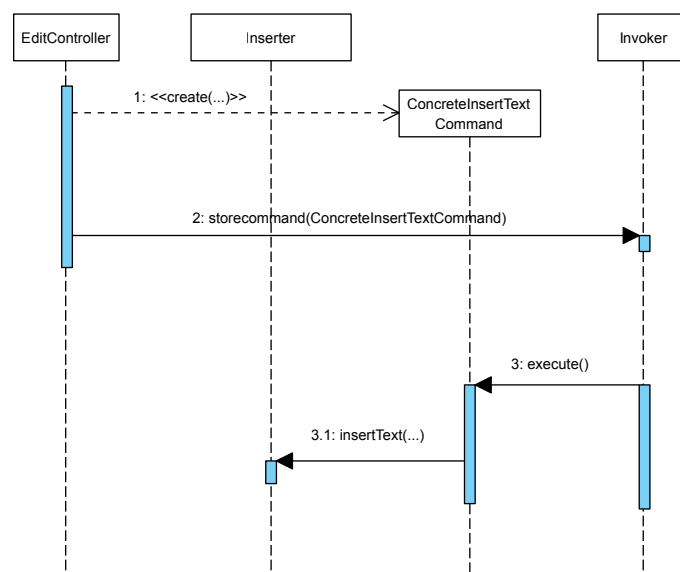 EditController
Inserter
Invoker
1: <<create(...)>>
ConcreteInsertText
Command
2: storecommand(ConcreteInsertTextCommand)
3: execute()
3.1: insertText(...)